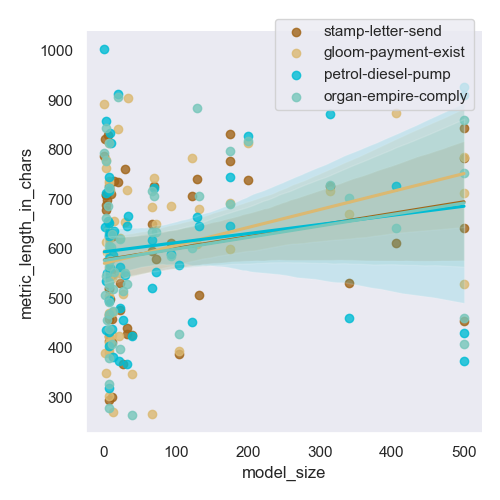 stamp-letter-send
gloom-payment-exist
petrol-diesel-pump
organ-empire-comply
1000
900
800
700
600
500
400
300
metric_length_in_chars
0
100
200
300
400
500
model_size